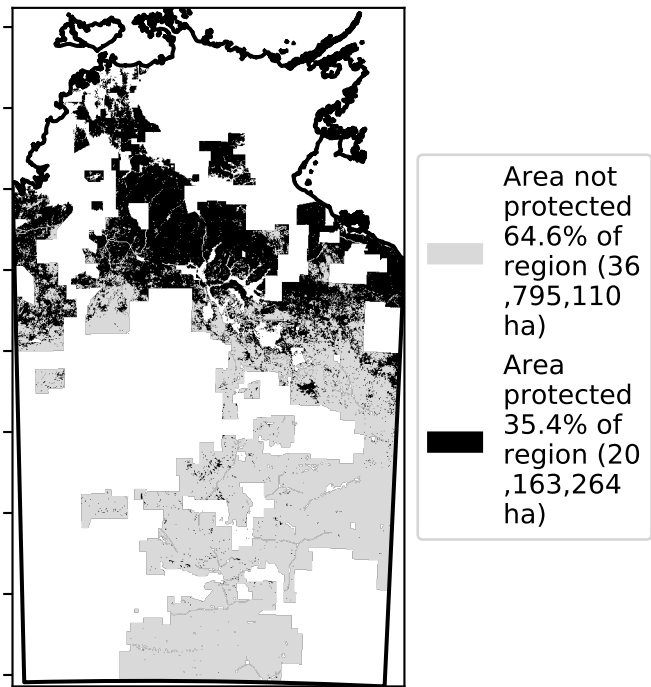 Area not
protected
64.6% of
region (36
,795,110
ha)
Area
protected
35.4% of
region (20
,163,264
ha)